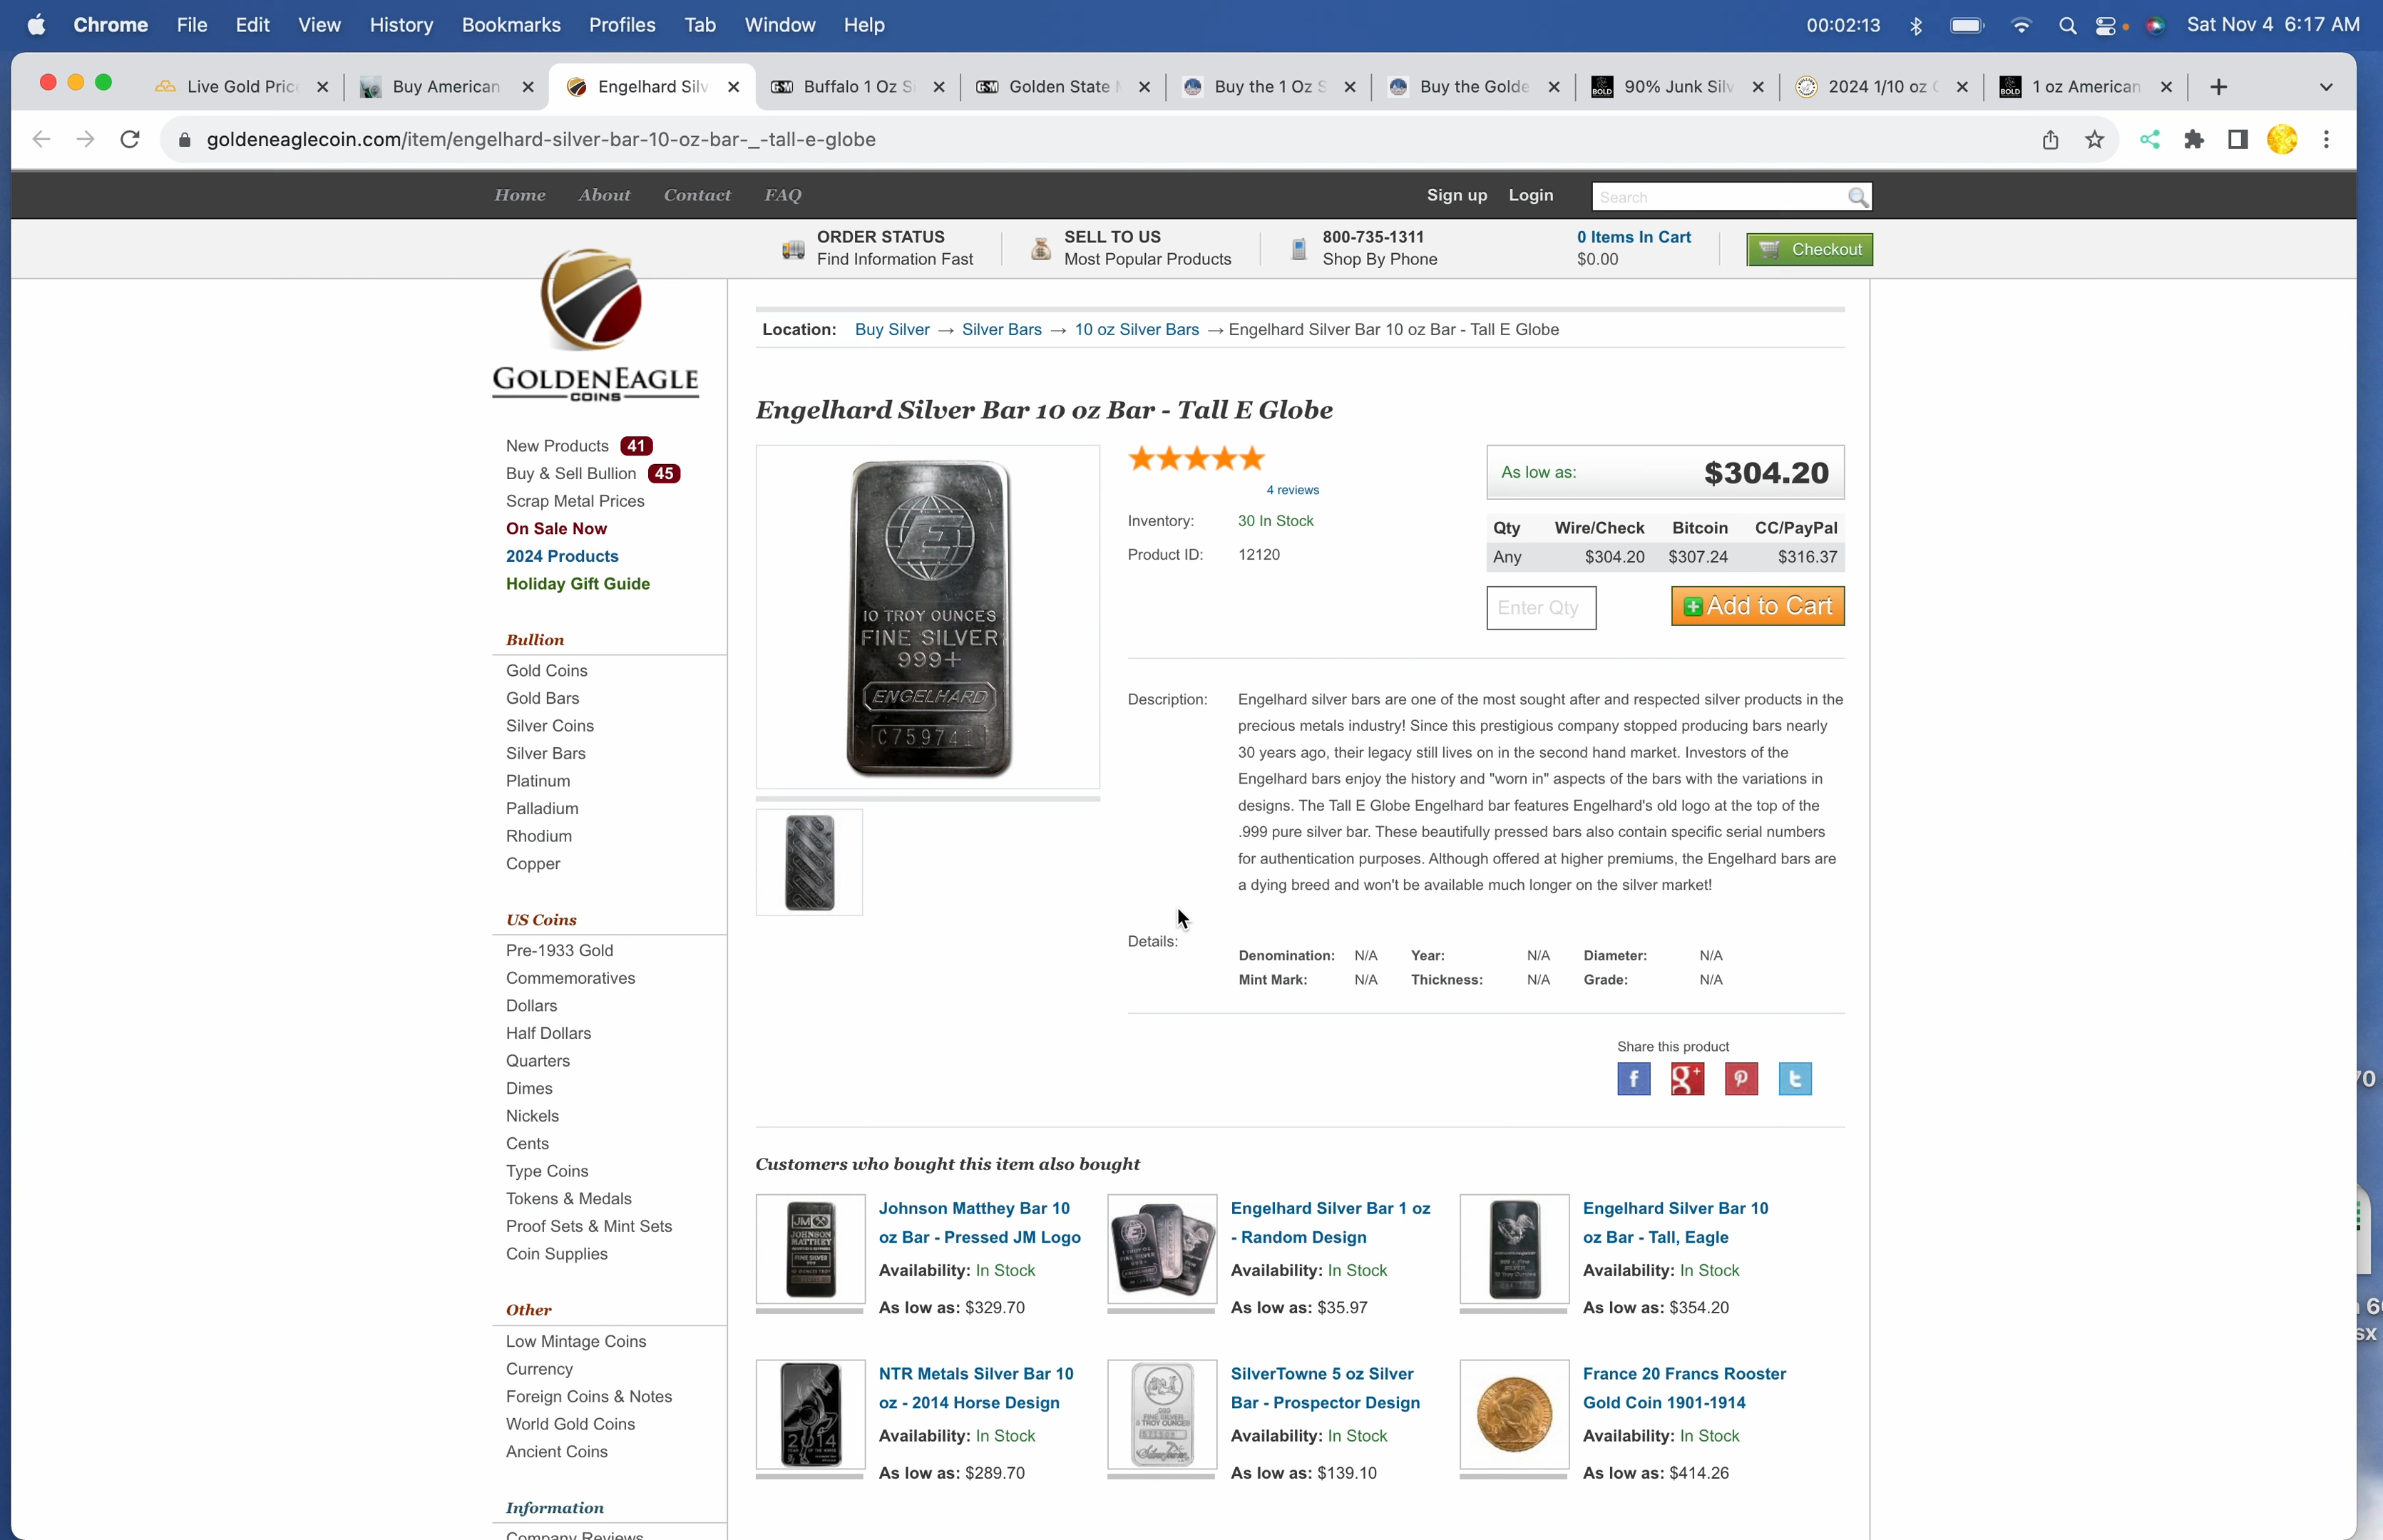 Chrome File Edit View History Bookmarks Profiles Tab Window Help 00:02:13 Sat Nov 4 6:17 AM
Live Gold Pric Buy American Engelhard Silv Buffalo 1 Oz Si Golden State M Buy the 1 Oz S Buy the Golde 90% Junk Silv 2024 1/10 oz 1 oz American
goldeneaglecoin.com/item/engelhard-silver-bar-10-oz-bar-_-tall-e-globe
Home About Contact FAQ Sign up Login Search
ORDER STATUS SELL TO US 800-735-1311 0 Items In Cart Checkout
Find Information Fast Most Popular Products Shop By Phone $0.00
GOLDENEAGLE
COINS
Location: Buy Silver → Silver Bars → 10 oz Silver Bars → Engelhard Silver Bar 10 oz Bar - Tall E Globe
Engelhard Silver Bar 10 oz Bar - Tall E Globe
New Products 41
Buy & Sell Bullion 45
Scrap Metal Prices
On Sale Now
2024 Products
Holiday Gift Guide
Bullion
Gold Coins
Gold Bars
Silver Coins
Silver Bars
Platinum
Palladium
Rhodium
Copper
US Coins
Pre-1933 Gold
Commemoratives
Dollars
Half Dollars
Quarters
Dimes
Nickels
Cents
Type Coins
Tokens & Medals
Proof Sets & Mint Sets
Coin Supplies
Other
Low Mintage Coins
Currency
Foreign Coins & Notes
World Gold Coins
Ancient Coins
Information
Company Reviews
E
10 TROY OUNCES
FINE SILVER
999+
ENGELHARD
C759741
4 reviews
Inventory: 30 In Stock
Product ID: 12120
As low as: $304.20
Qty Wire/Check Bitcoin CC/PayPal
Any $304.20 $307.24 $316.37
Enter Qty Add to Cart
Description: Engelhard silver bars are one of the most sought after and respected silver products in the
precious metals industry! Since this prestigious company stopped producing bars nearly
30 years ago, their legacy still lives on in the second hand market. Investors of the
Engelhard bars enjoy the history and "worn in" aspects of the bars with the variations in
designs. The Tall E Globe Engelhard bar features Engelhard's old logo at the top of the
.999 pure silver bar. These beautifully pressed bars also contain specific serial numbers
for authentication purposes. Although offered at higher premiums, the Engelhard bars are
a dying breed and won't be available much longer on the silver market!
Details:
Denomination: N/A Year: N/A Diameter: N/A
Mint Mark: N/A Thickness: N/A Grade: N/A
Share this product
Customers who bought this item also bought
Johnson Matthey Bar 10
oz Bar - Pressed JM Logo
Availability: In Stock
As low as: $329.70
Engelhard Silver Bar 1 oz
- Random Design
Availability: In Stock
As low as: $35.97
Engelhard Silver Bar 10
oz Bar - Tall, Eagle
Availability: In Stock
As low as: $354.20
NTR Metals Silver Bar 10
oz - 2014 Horse Design
Availability: In Stock
As low as: $289.70
SilverTowne 5 oz Silver
Bar - Prospector Design
Availability: In Stock
As low as: $139.10
France 20 Francs Rooster
Gold Coin 1901-1914
Availability: In Stock
As low as: $414.26